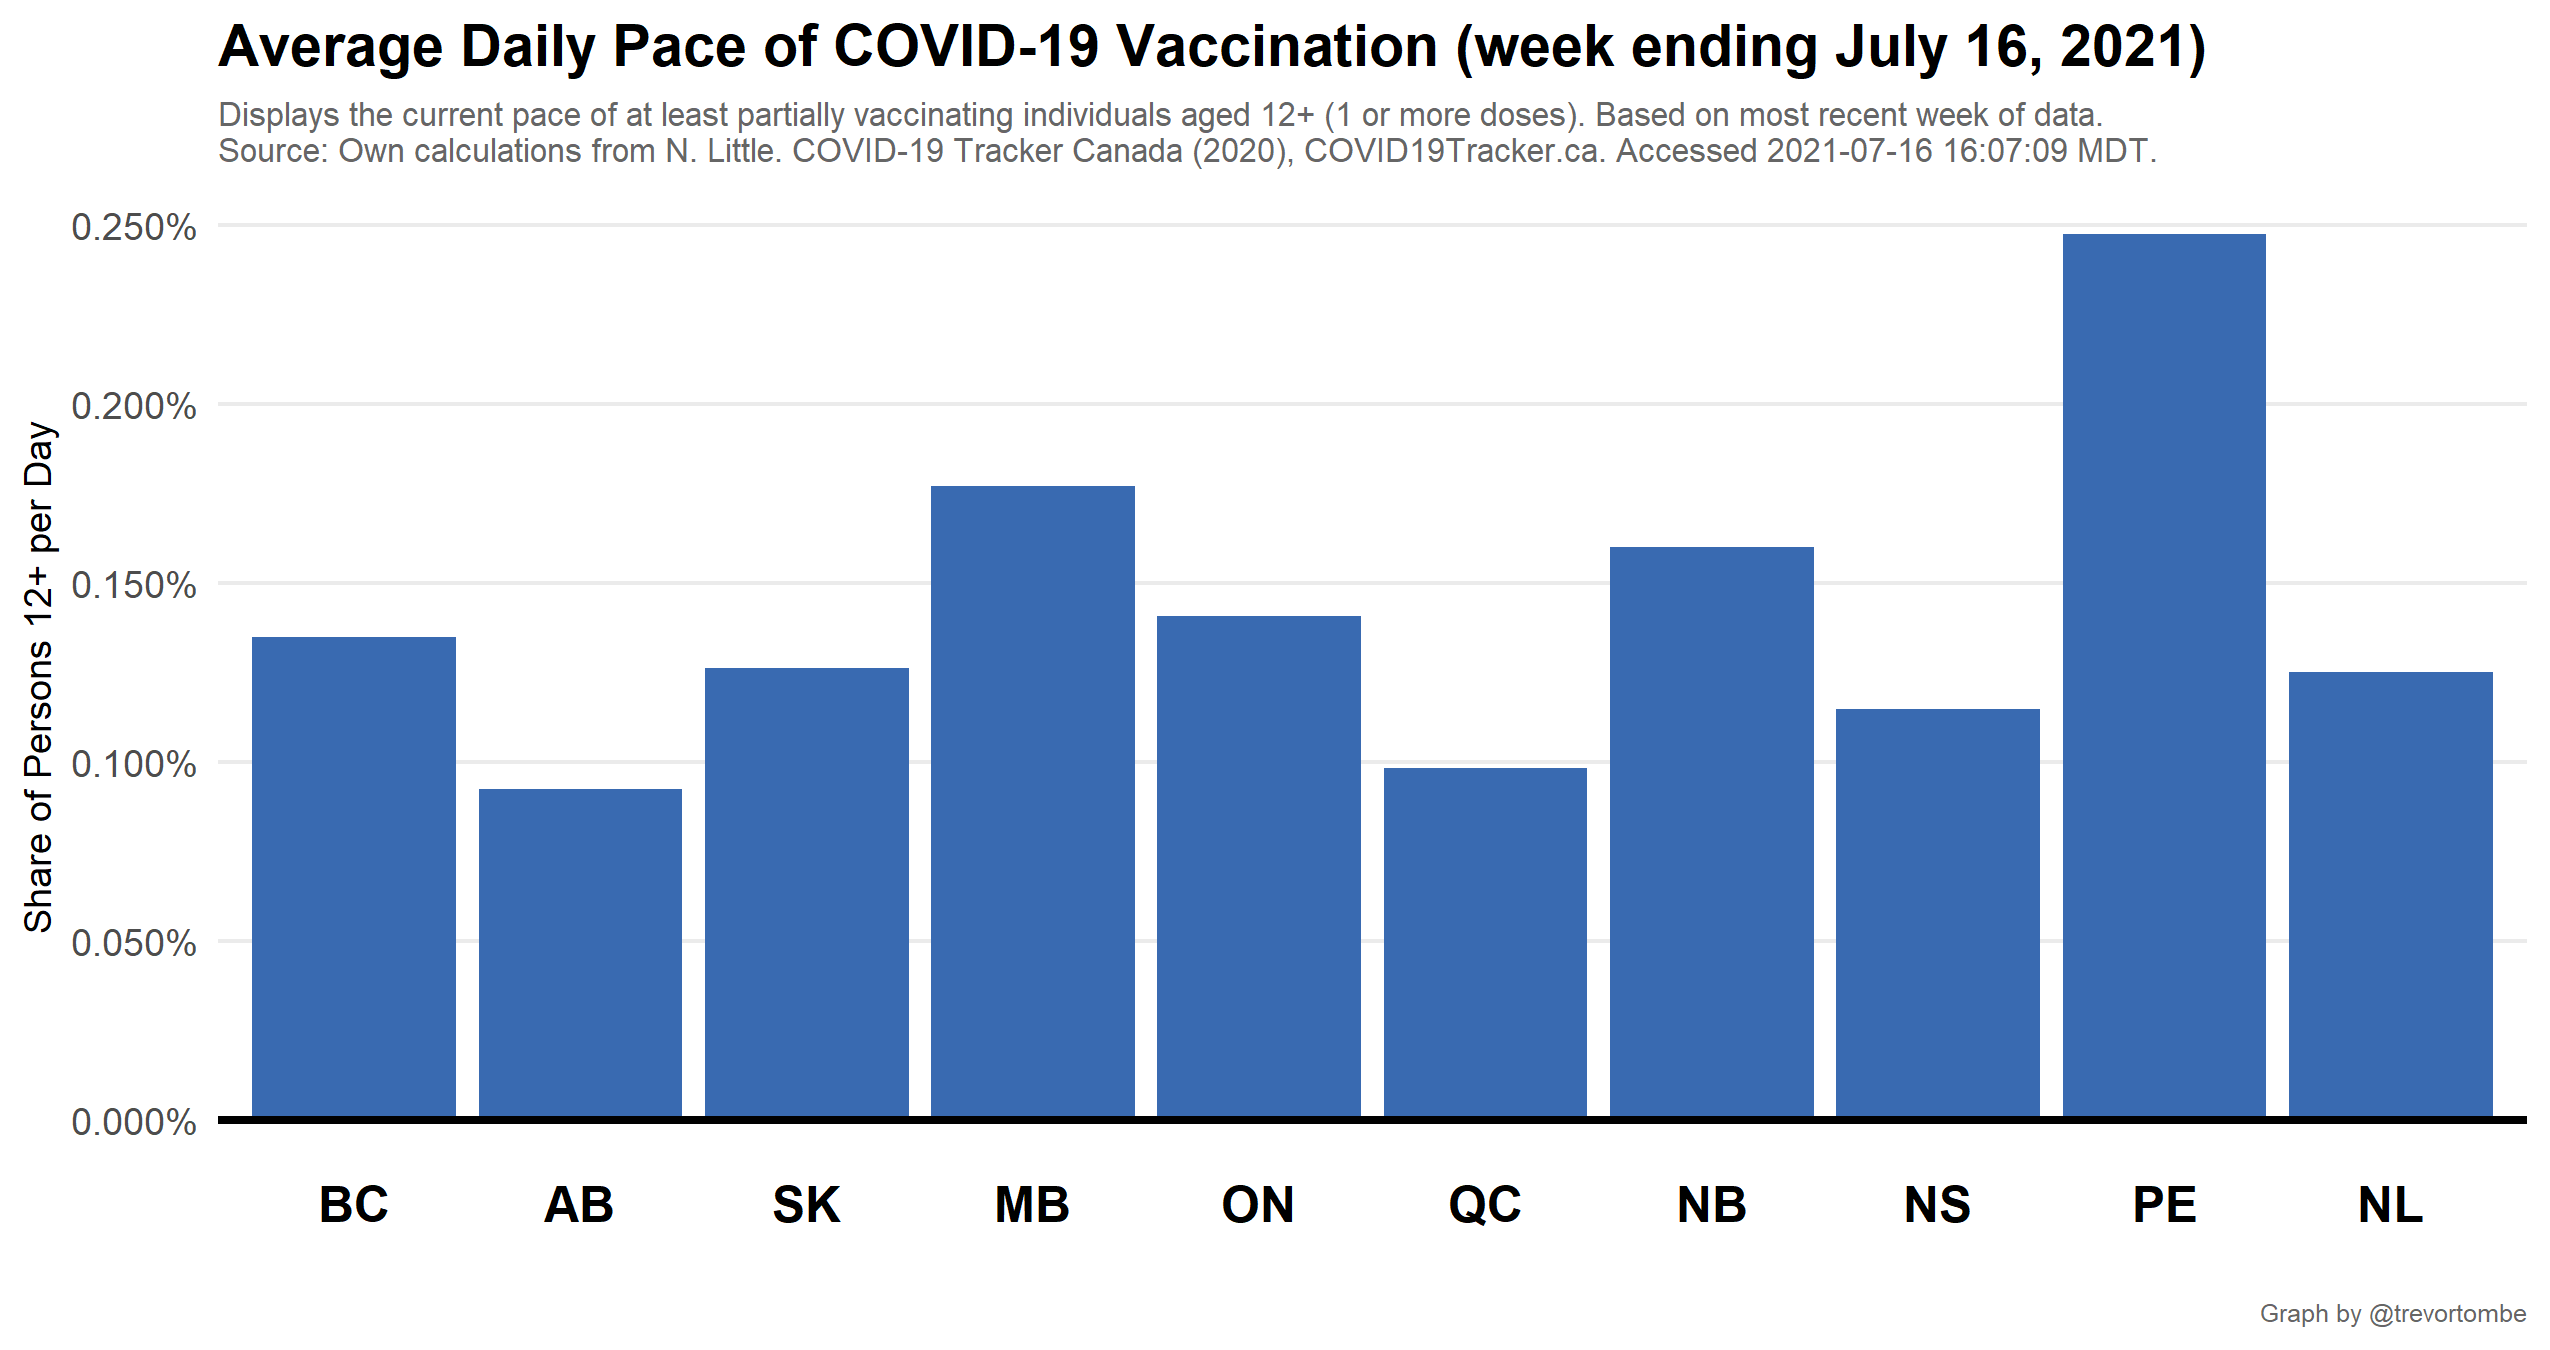 Average Daily Pace of COVID-19 Vaccination (week ending July 16, 2021)
Displays the current pace of at least partially vaccinating individuals aged 12+ (1 or more doses). Based on most recent week of data.
Source: Own calculations from N. Little. COVID-19 Tracker Canada (2020), COVID19Tracker.ca. Accessed 2021-07-16 16:07:09 MDT.
Share of Persons 12+ per Day
0.250%
0.200%
0.150%
0.100%
0.050%
0.000%
BC AB SK MB ON QC NB NS PE NL
Graph by @trevortombe